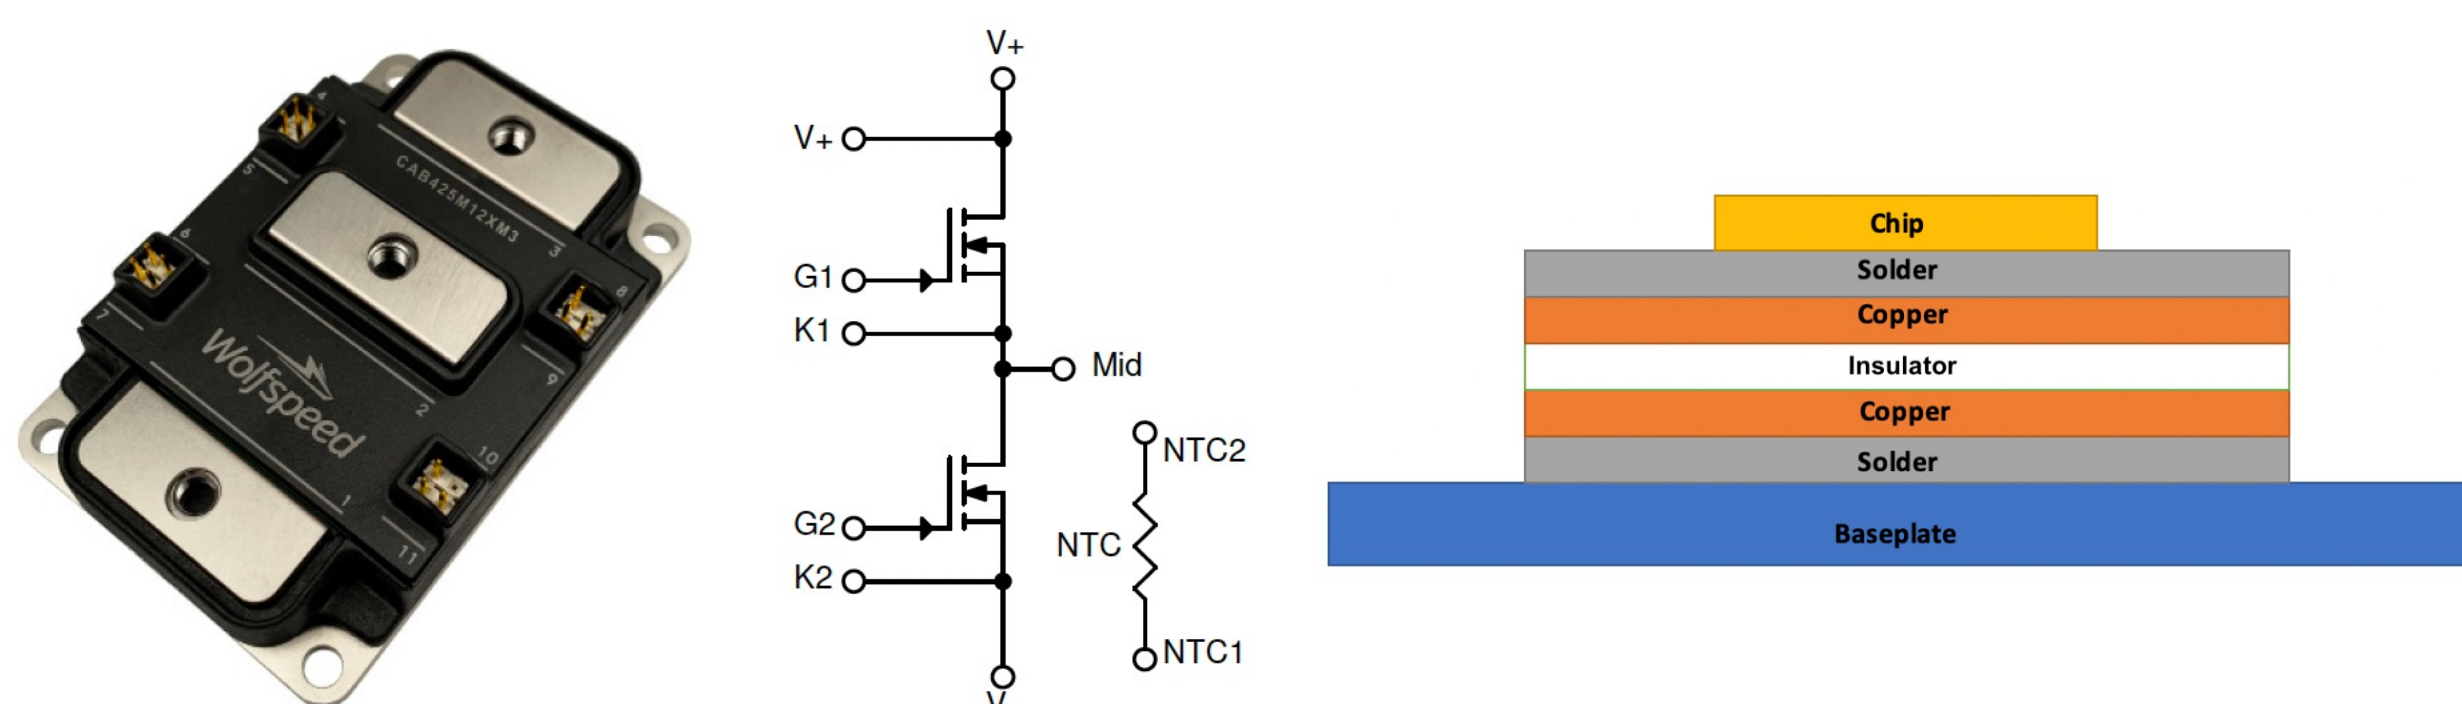 4
5
CAB425M12XM3
3
6
8
7
Wolfspeed
9
2
10
1
11
V+
V+
G1
K1
Mid
NTC2
G2
NTC
K2
NTC1
V
Chip
Solder
Copper
Insulator
Copper
Solder
Baseplate